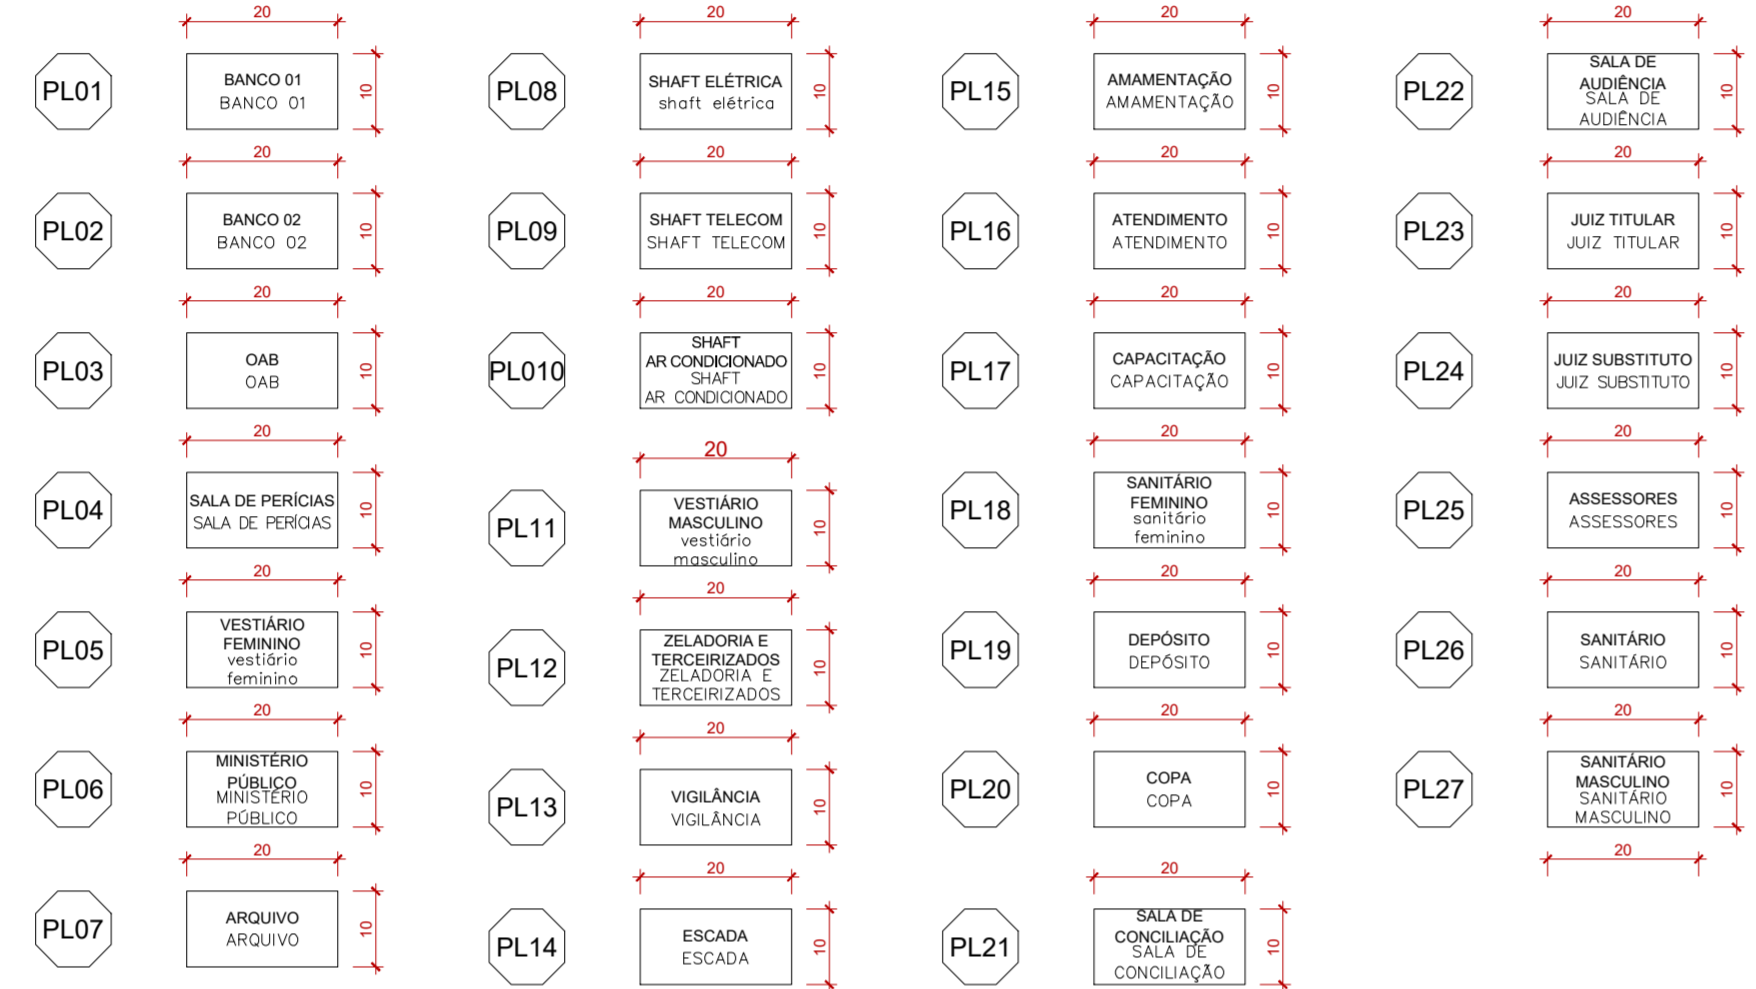 20
PL01
BANCO 01
BANCO 01
10
20
PL02
BANCO 02
BANCO 02
10
20
PL03
OAB
OAB
10
20
PL04
SALA DE PERÍCIAS
SALA DE PERÍCIAS
10
20
PL05
VESTIÁRIO
FEMININO
vestiário
feminino
10
20
PL06
MINISTÉRIO
PÚBLICO
MINISTÉRIO
PÚBLICO
10
20
PL07
ARQUIVO
ARQUIVO
10
20
PL08
SHAFT ELÉTRICA
shaft elétrica
10
20
PL09
SHAFT TELECOM
SHAFT TELECOM
10
20
PL010
SHAFT
AR CONDICIONADO
SHAFT
AR CONDICIONADO
10
20
PL11
VESTIÁRIO
MASCULINO
vestiário
masculino
10
20
PL12
ZELADORIA E
TERCEIRIZADOS
ZELADORIA E
TERCEIRIZADOS
10
20
PL13
VIGILÂNCIA
VIGILÂNCIA
10
20
PL14
ESCADA
ESCADA
10
20
PL15
AMAMENTAÇÃO
AMAMENTAÇÃO
10
20
PL16
ATENDIMENTO
ATENDIMENTO
10
20
PL17
CAPACITAÇÃO
CAPACITAÇÃO
10
20
PL18
SANITÁRIO
FEMININO
sanitário
feminino
10
20
PL19
DEPÓSITO
DEPÓSITO
10
20
PL20
COPA
COPA
10
20
PL21
SALA DE
CONCILIAÇÃO
SALA DE
CONCILIAÇÃO
10
20
PL22
SALA DE
AUDIÊNCIA
SALA DE
AUDIÊNCIA
10
20
PL23
JUIZ TITULAR
JUIZ TITULAR
10
20
PL24
JUIZ SUBSTITUTO
JUIZ SUBSTITUTO
10
20
PL25
ASSESSORES
ASSESSORES
10
20
PL26
SANITÁRIO
SANITÁRIO
10
20
PL27
SANITÁRIO
MASCULINO
SANITÁRIO
MASCULINO
10
20